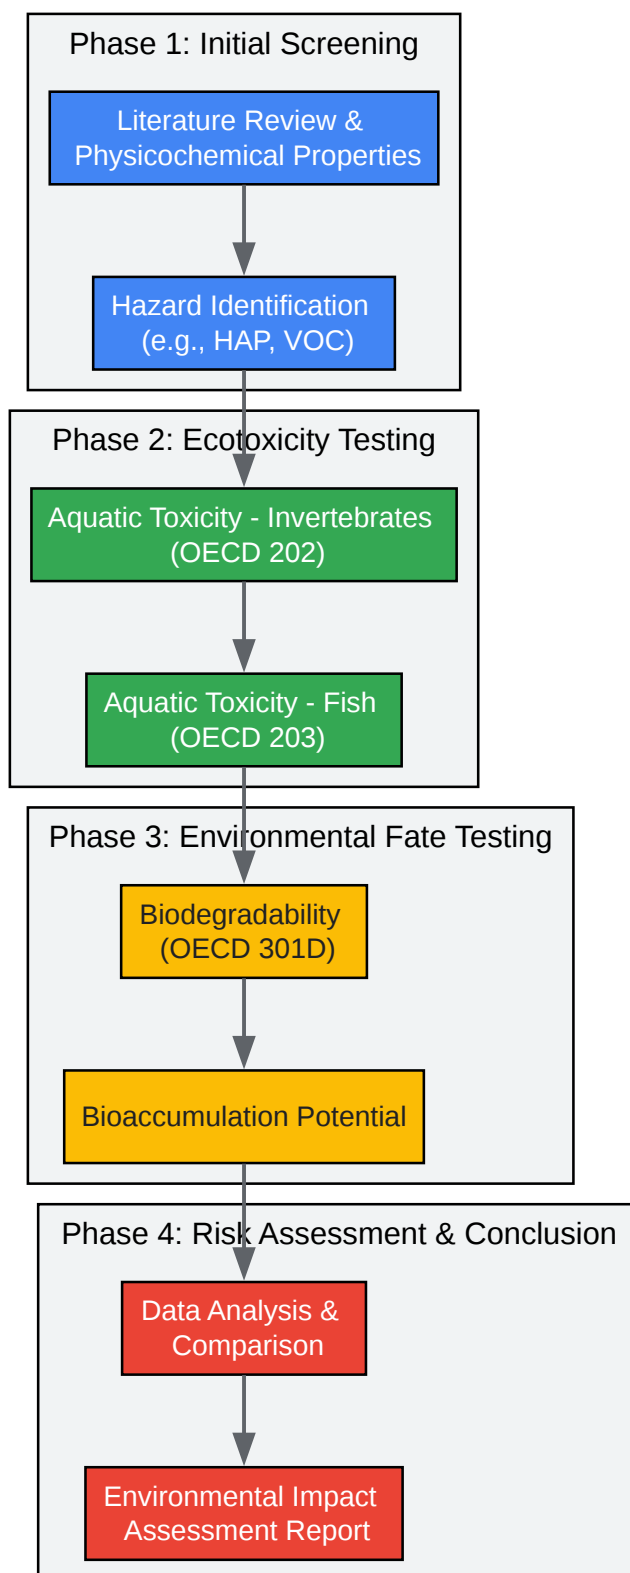 Phase 1: Initial Screening
Literature Review &
Physicochemical Properties
Hazard Identification
(e.g., HAP, VOC)
Phase 2: Ecotoxicity Testing
Aquatic Toxicity - Invertebrates
(OECD 202)
Aquatic Toxicity - Fish
(OECD 203)
Phase 3: Environmental Fate Testing
Biodegradability
(OECD 301D)
Bioaccumulation Potential
Phase 4: Risk Assessment & Conclusion
Data Analysis &
Comparison
Environmental Impact
Assessment Report